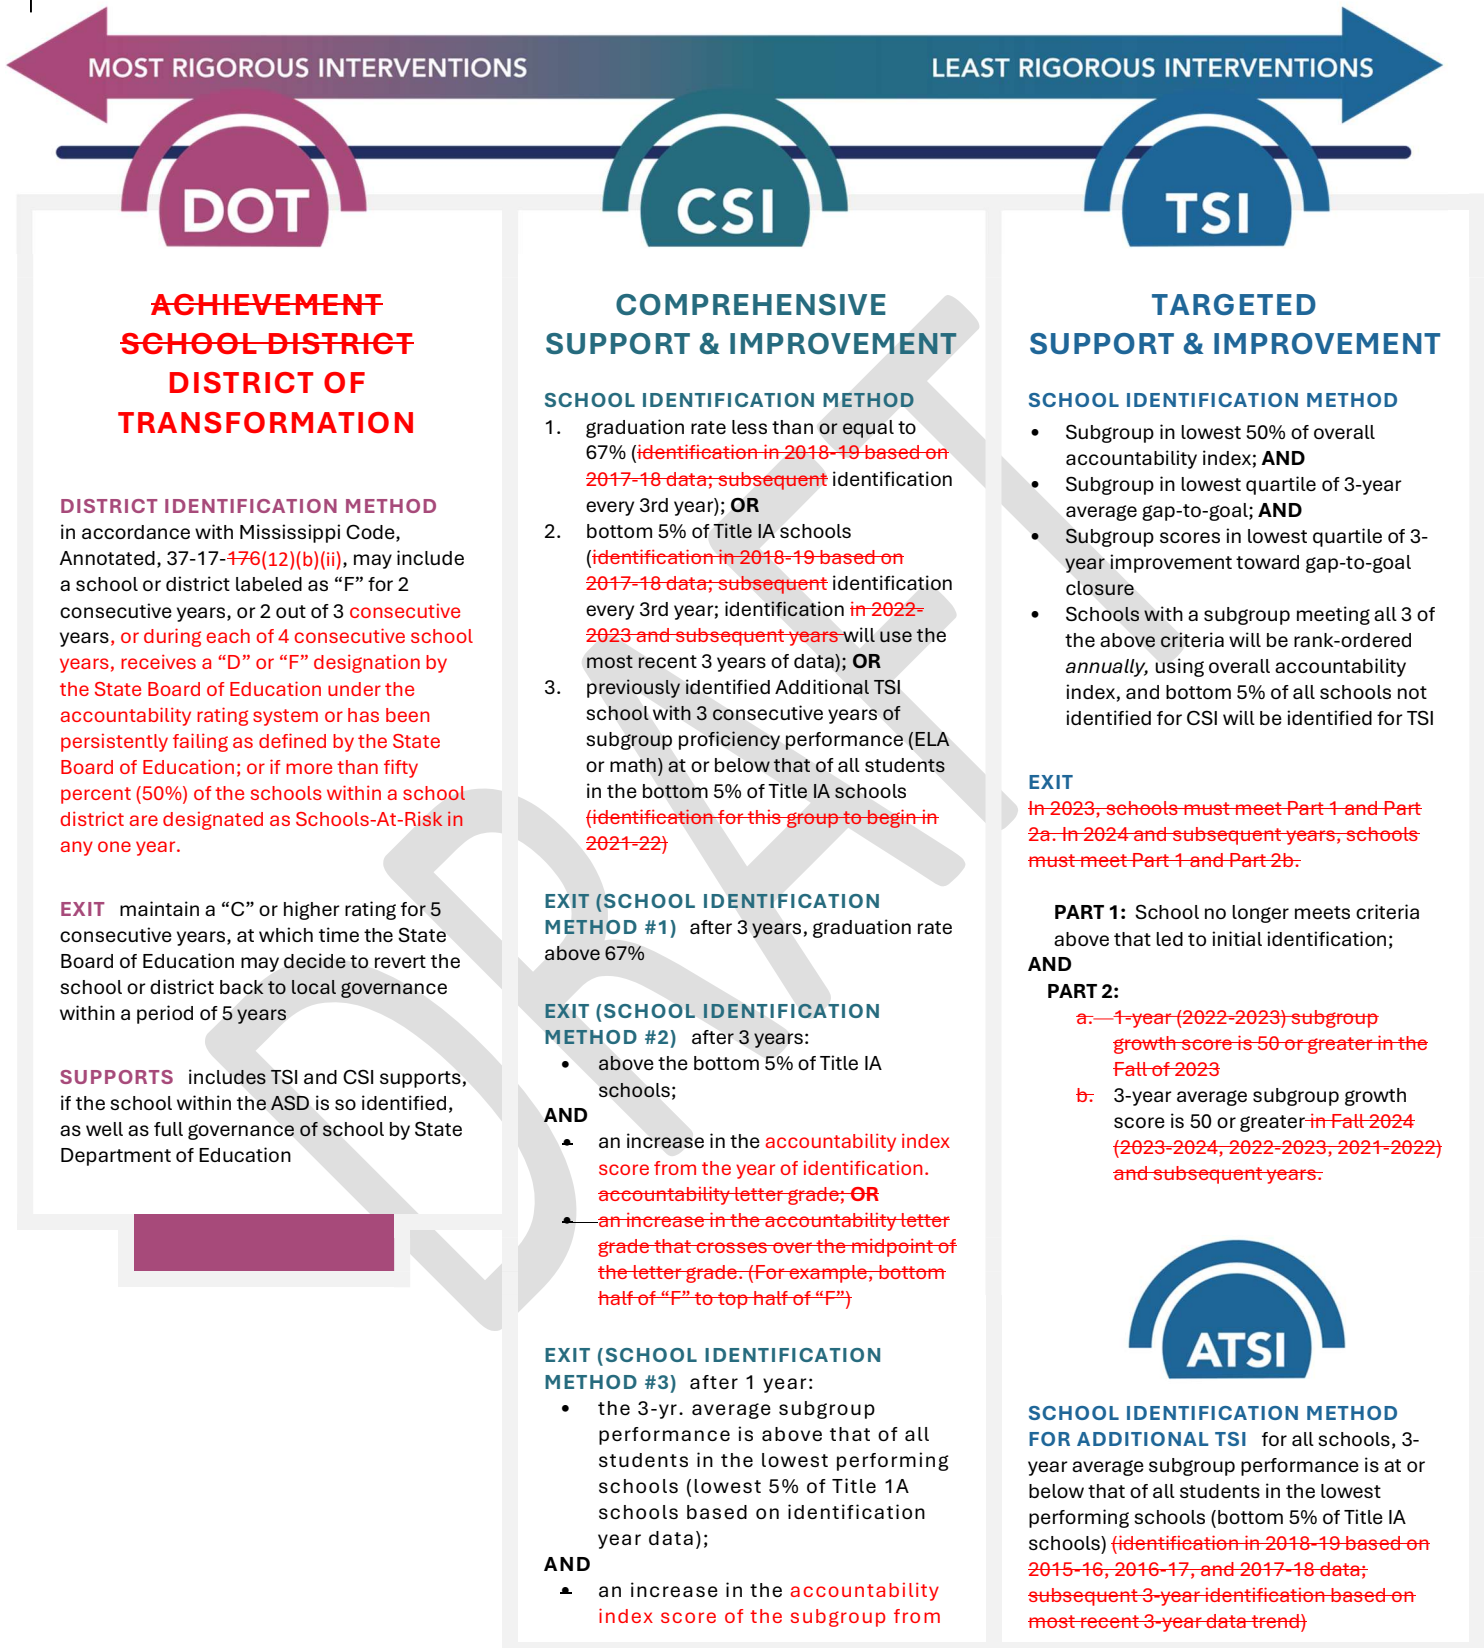 MOST RIGOROUS INTERVENTIONS
LEAST RIGOROUS INTERVENTIONS
DOT
ACHIEVEMENT
SCHOOL DISTRICT
DISTRICT OF
TRANSFORMATION
DISTRICT IDENTIFICATION METHOD
in accordance with Mississippi Code,
Annotated, 37-17-176(12)(b)(ii), may include
a school or district labeled as “F” for 2
consecutive years, or 2 out of 3 consecutive
years, or during each of 4 consecutive school
years, receives a “D” or “F” designation by
the State Board of Education under the
accountability rating system or has been
persistently failing as defined by the State
Board of Education; or if more than fifty
percent (50%) of the schools within a school
district are designated as Schools-At-Risk in
any one year.
EXIT maintain a “C” or higher rating for 5
consecutive years, at which time the State
Board of Education may decide to revert the
school or district back to local governance
within a period of 5 years
SUPPORTS includes TSI and CSI supports,
if the school within the ASD is so identified,
as well as full governance of school by State
Department of Education
CSI
COMPREHENSIVE
SUPPORT & IMPROVEMENT
SCHOOL IDENTIFICATION METHOD
1. graduation rate less than or equal to
67% (identification in 2018-19 based on
2017-18 data; subsequent identification
every 3rd year); OR
2. bottom 5% of Title IA schools
(identification in 2018-19 based on
2017-18 data; subsequent identification
every 3rd year; identification in 2022-
2023 and subsequent years will use the
most recent 3 years of data); OR
3. previously identified Additional TSI
school with 3 consecutive years of
subgroup proficiency performance (ELA
or math) at or below that of all students
in the bottom 5% of Title IA schools
(identification for this group to begin in
2021-22)
EXIT (SCHOOL IDENTIFICATION
METHOD #1) after 3 years, graduation rate
above 67%
EXIT (SCHOOL IDENTIFICATION
METHOD #2) after 3 years:
• above the bottom 5% of Title IA
schools;
AND
• an increase in the accountability index
score from the year of identification.
accountability letter grade; OR
• an increase in the accountability letter
grade that crosses over the midpoint of
the letter grade. (For example, bottom
half of “F” to top half of “F”)
EXIT (SCHOOL IDENTIFICATION
METHOD #3) after 1 year:
• the 3-yr. average subgroup
performance is above that of all
students in the lowest performing
schools (lowest 5% of Title 1A
schools based on identification
year data);
AND
• an increase in the accountability
index score of the subgroup from
TSI
TARGETED
SUPPORT & IMPROVEMENT
SCHOOL IDENTIFICATION METHOD
• Subgroup in lowest 50% of overall
accountability index; AND
• Subgroup in lowest quartile of 3-year
average gap-to-goal; AND
• Subgroup scores in lowest quartile of 3-
year improvement toward gap-to-goal
closure
• Schools with a subgroup meeting all 3 of
the above criteria will be rank-ordered
annually, using overall accountability
index, and bottom 5% of all schools not
identified for CSI will be identified for TSI
EXIT
In 2023, schools must meet Part 1 and Part
2a. In 2024 and subsequent years, schools
must meet Part 1 and Part 2b.
PART 1: School no longer meets criteria
above that led to initial identification;
AND
PART 2:
a. 1-year (2022-2023) subgroup
growth score is 50 or greater in the
Fall of 2023
b. 3-year average subgroup growth
score is 50 or greater in Fall 2024
(2023-2024, 2022-2023, 2021-2022)
and subsequent years.
ATSI
SCHOOL IDENTIFICATION METHOD
FOR ADDITIONAL TSI for all schools, 3-
year average subgroup performance is at or
below that of all students in the lowest
performing schools (bottom 5% of Title IA
schools) (identification in 2018-19 based on
2015-16, 2016-17, and 2017-18 data;
subsequent 3-year identification based on
most recent 3-year data trend)
DRAFT